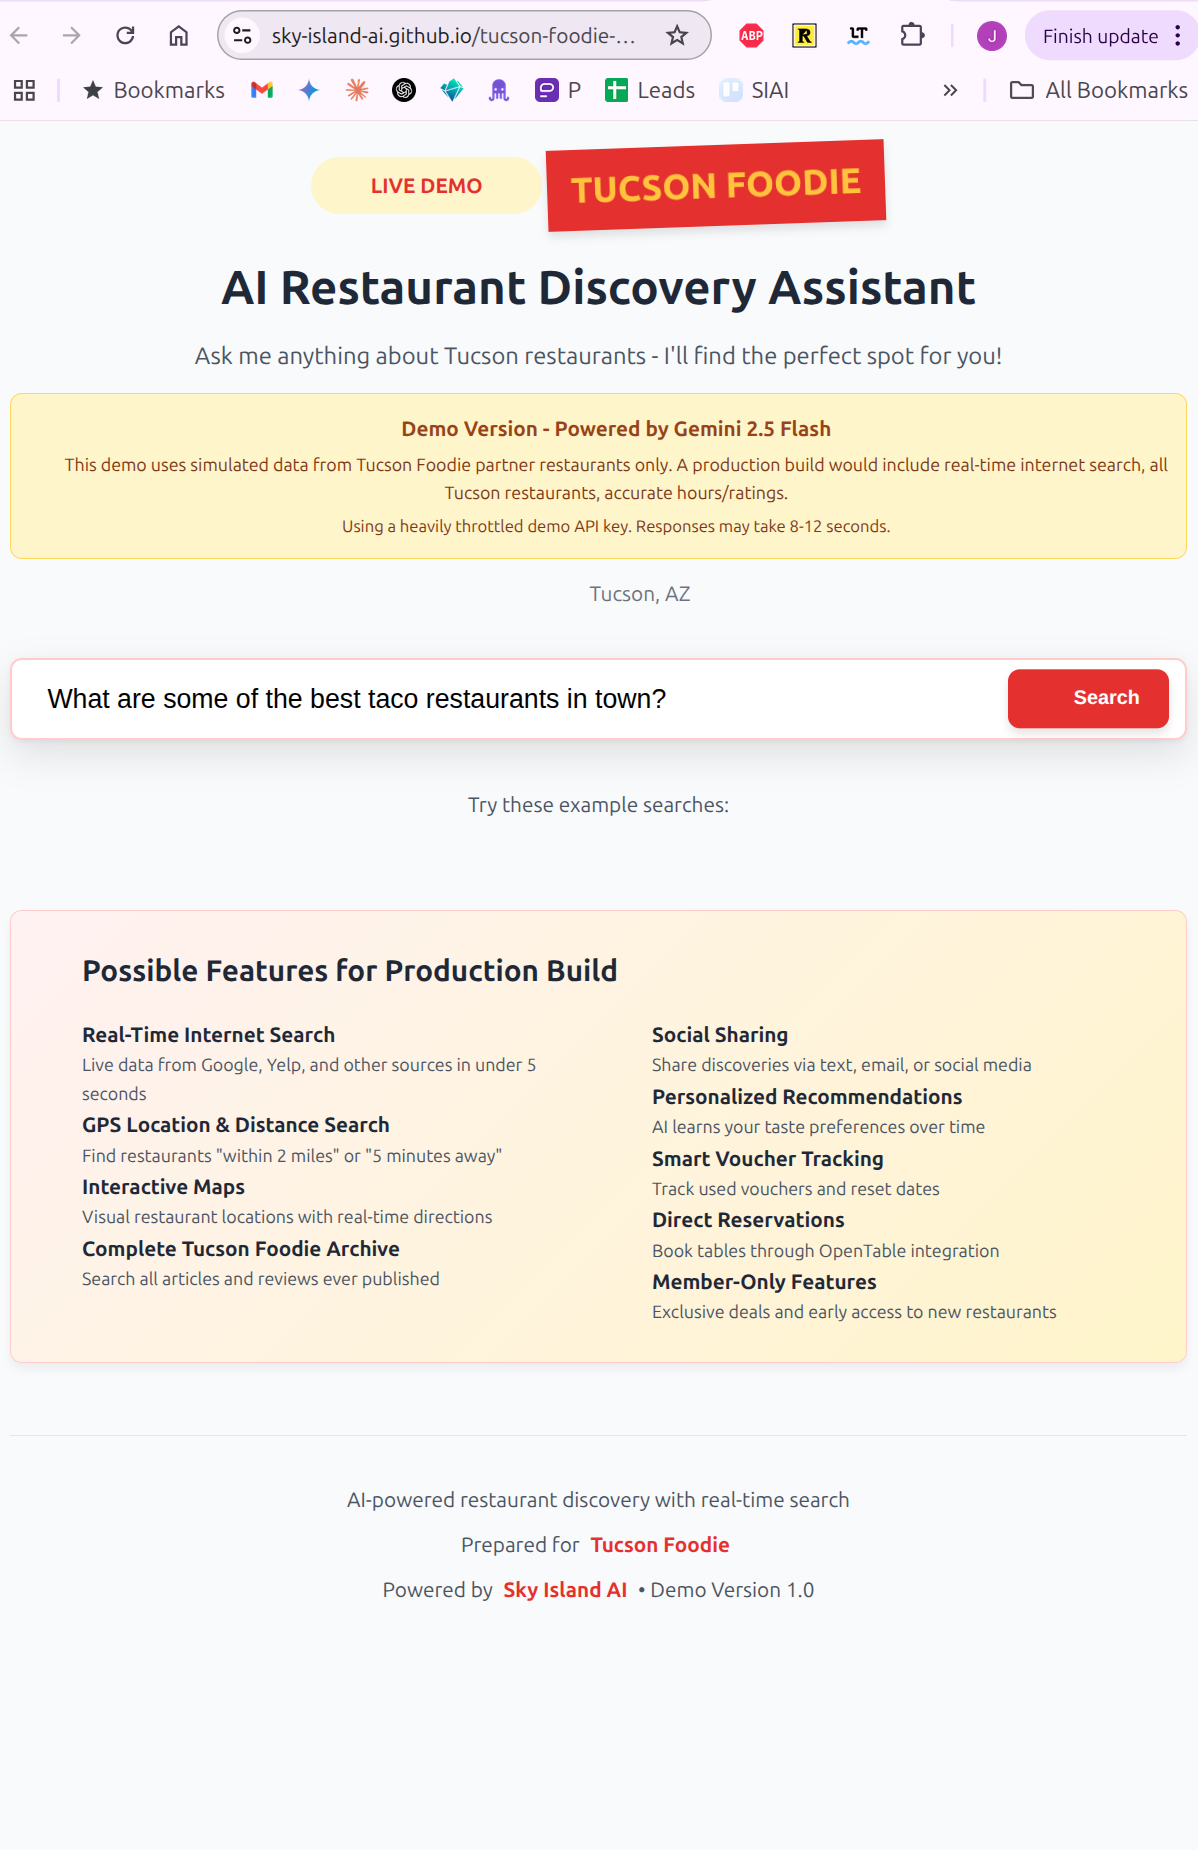 sky-island-ai.github.io/tucson-foodie-...
ABP
R
LT
J
Finish update
Bookmarks
P
Leads
SIAI
All Bookmarks
LIVE DEMO
TUCSON FOODIE
AI Restaurant Discovery Assistant
Ask me anything about Tucson restaurants - I'll find the perfect spot for you!
Demo Version - Powered by Gemini 2.5 Flash
This demo uses simulated data from Tucson Foodie partner restaurants only. A production build would include real-time internet search, all
Tucson restaurants, accurate hours/ratings.
Using a heavily throttled demo API key. Responses may take 8-12 seconds.
Tucson, AZ
What are some of the best taco restaurants in town?
Search
Try these example searches:
Possible Features for Production Build
Real-Time Internet Search
Live data from Google, Yelp, and other sources in under 5
seconds
GPS Location & Distance Search
Find restaurants "within 2 miles" or "5 minutes away"
Interactive Maps
Visual restaurant locations with real-time directions
Complete Tucson Foodie Archive
Search all articles and reviews ever published
Social Sharing
Share discoveries via text, email, or social media
Personalized Recommendations
AI learns your taste preferences over time
Smart Voucher Tracking
Track used vouchers and reset dates
Direct Reservations
Book tables through OpenTable integration
Member-Only Features
Exclusive deals and early access to new restaurants
AI-powered restaurant discovery with real-time search
Prepared for Tucson Foodie
Powered by Sky Island AI • Demo Version 1.0